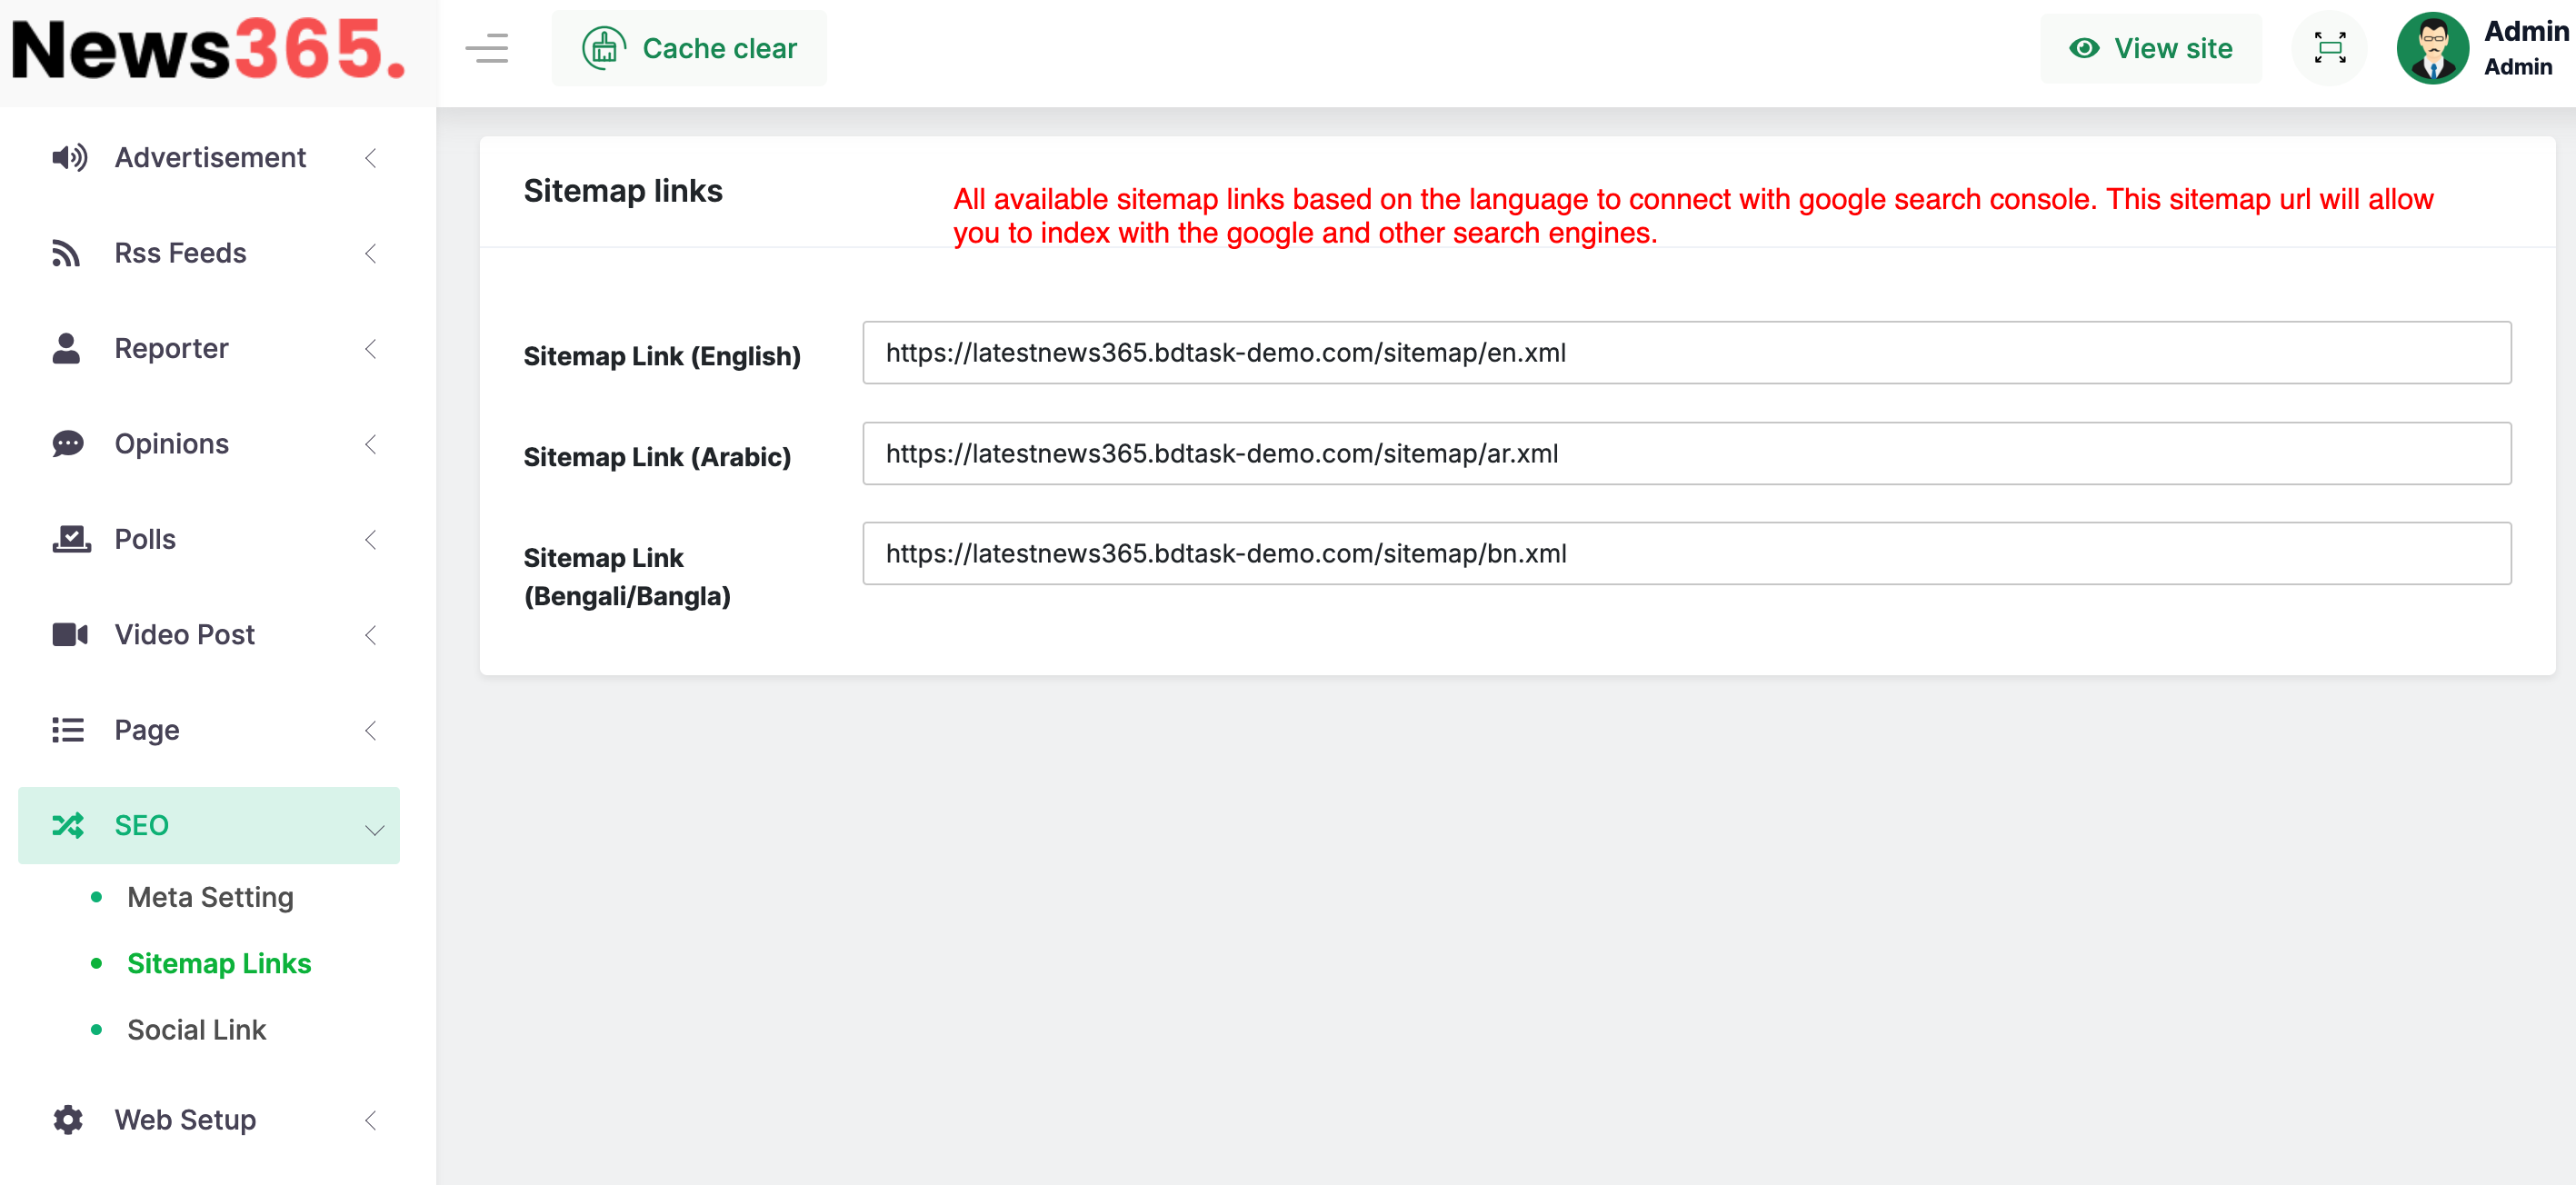 News365.
Cache clear
View site
Admin
Admin
Advertisement
Rss Feeds
Reporter
Opinions
Polls
Video Post
Page
SEO
Meta Setting
Sitemap Links
Social Link
Web Setup
Sitemap links
All available sitemap links based on the language to connect with google search console. This sitemap url will allow
you to index with the google and other search engines.
Sitemap Link (English)
https://latestnews365.bdtask-demo.com/sitemap/en.xml
Sitemap Link (Arabic)
https://latestnews365.bdtask-demo.com/sitemap/ar.xml
Sitemap Link
(Bengali/Bangla)
https://latestnews365.bdtask-demo.com/sitemap/bn.xml